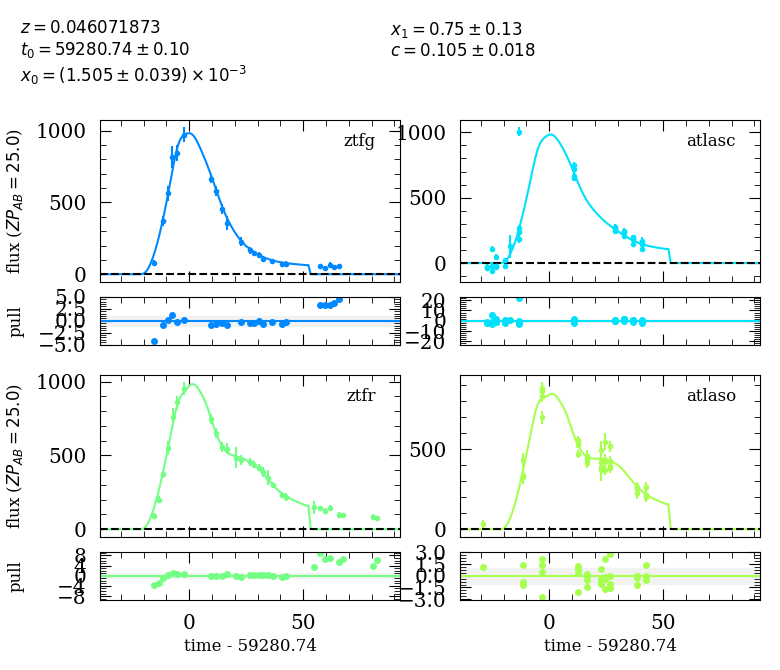 z = 0.046071873
t₀ = 59280.74 ± 0.10
x₀ = (1.505 ± 0.039) × 10⁻³
x₁ = 0.75 ± 0.13
c = 0.105 ± 0.018
ztfg
flux (ZP_AB = 25.0)
1000
500
0
atlasc
1000
500
0
pull
5.0
2.5
0.0
−2.5
−5.0
20
10
0
−10
−20
ztfr
flux (ZP_AB = 25.0)
1000
500
0
atlaso
500
0
pull
8
4
0
−4
−8
3.0
1.5
0.0
−1.5
−3.0
0
50
time - 59280.74
0
50
time - 59280.74